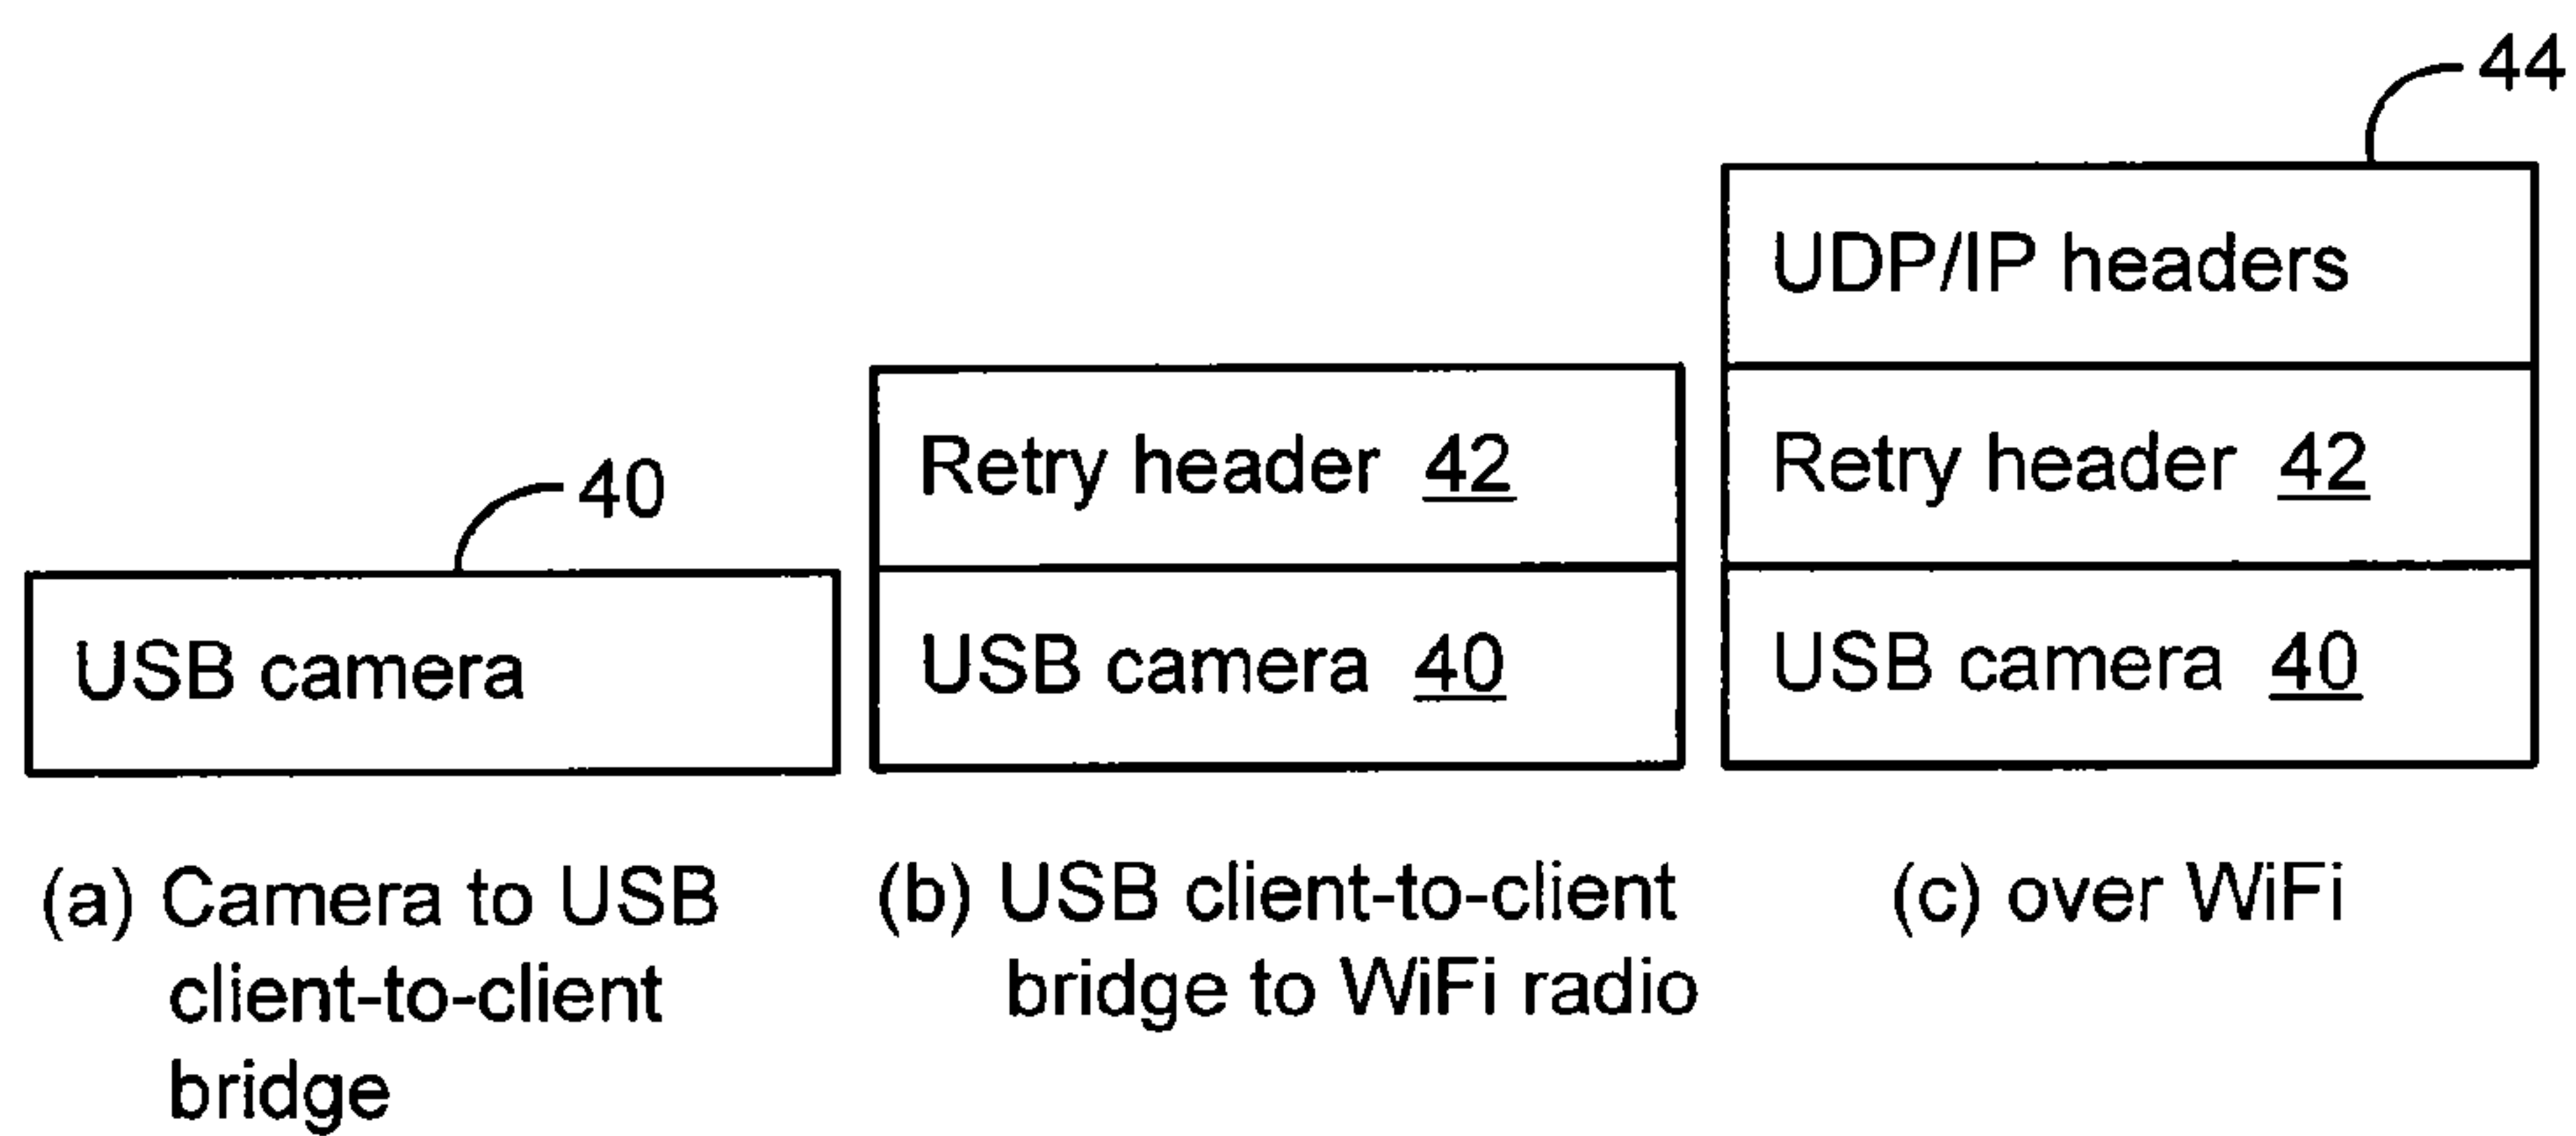 40
USB camera
(a) Camera to USB
client-to-client
bridge
Retry header 42
USB camera 40
(b) USB client-to-client
bridge to WiFi radio
44
UDP/IP headers
Retry header 42
USB camera 40
(c) over WiFi